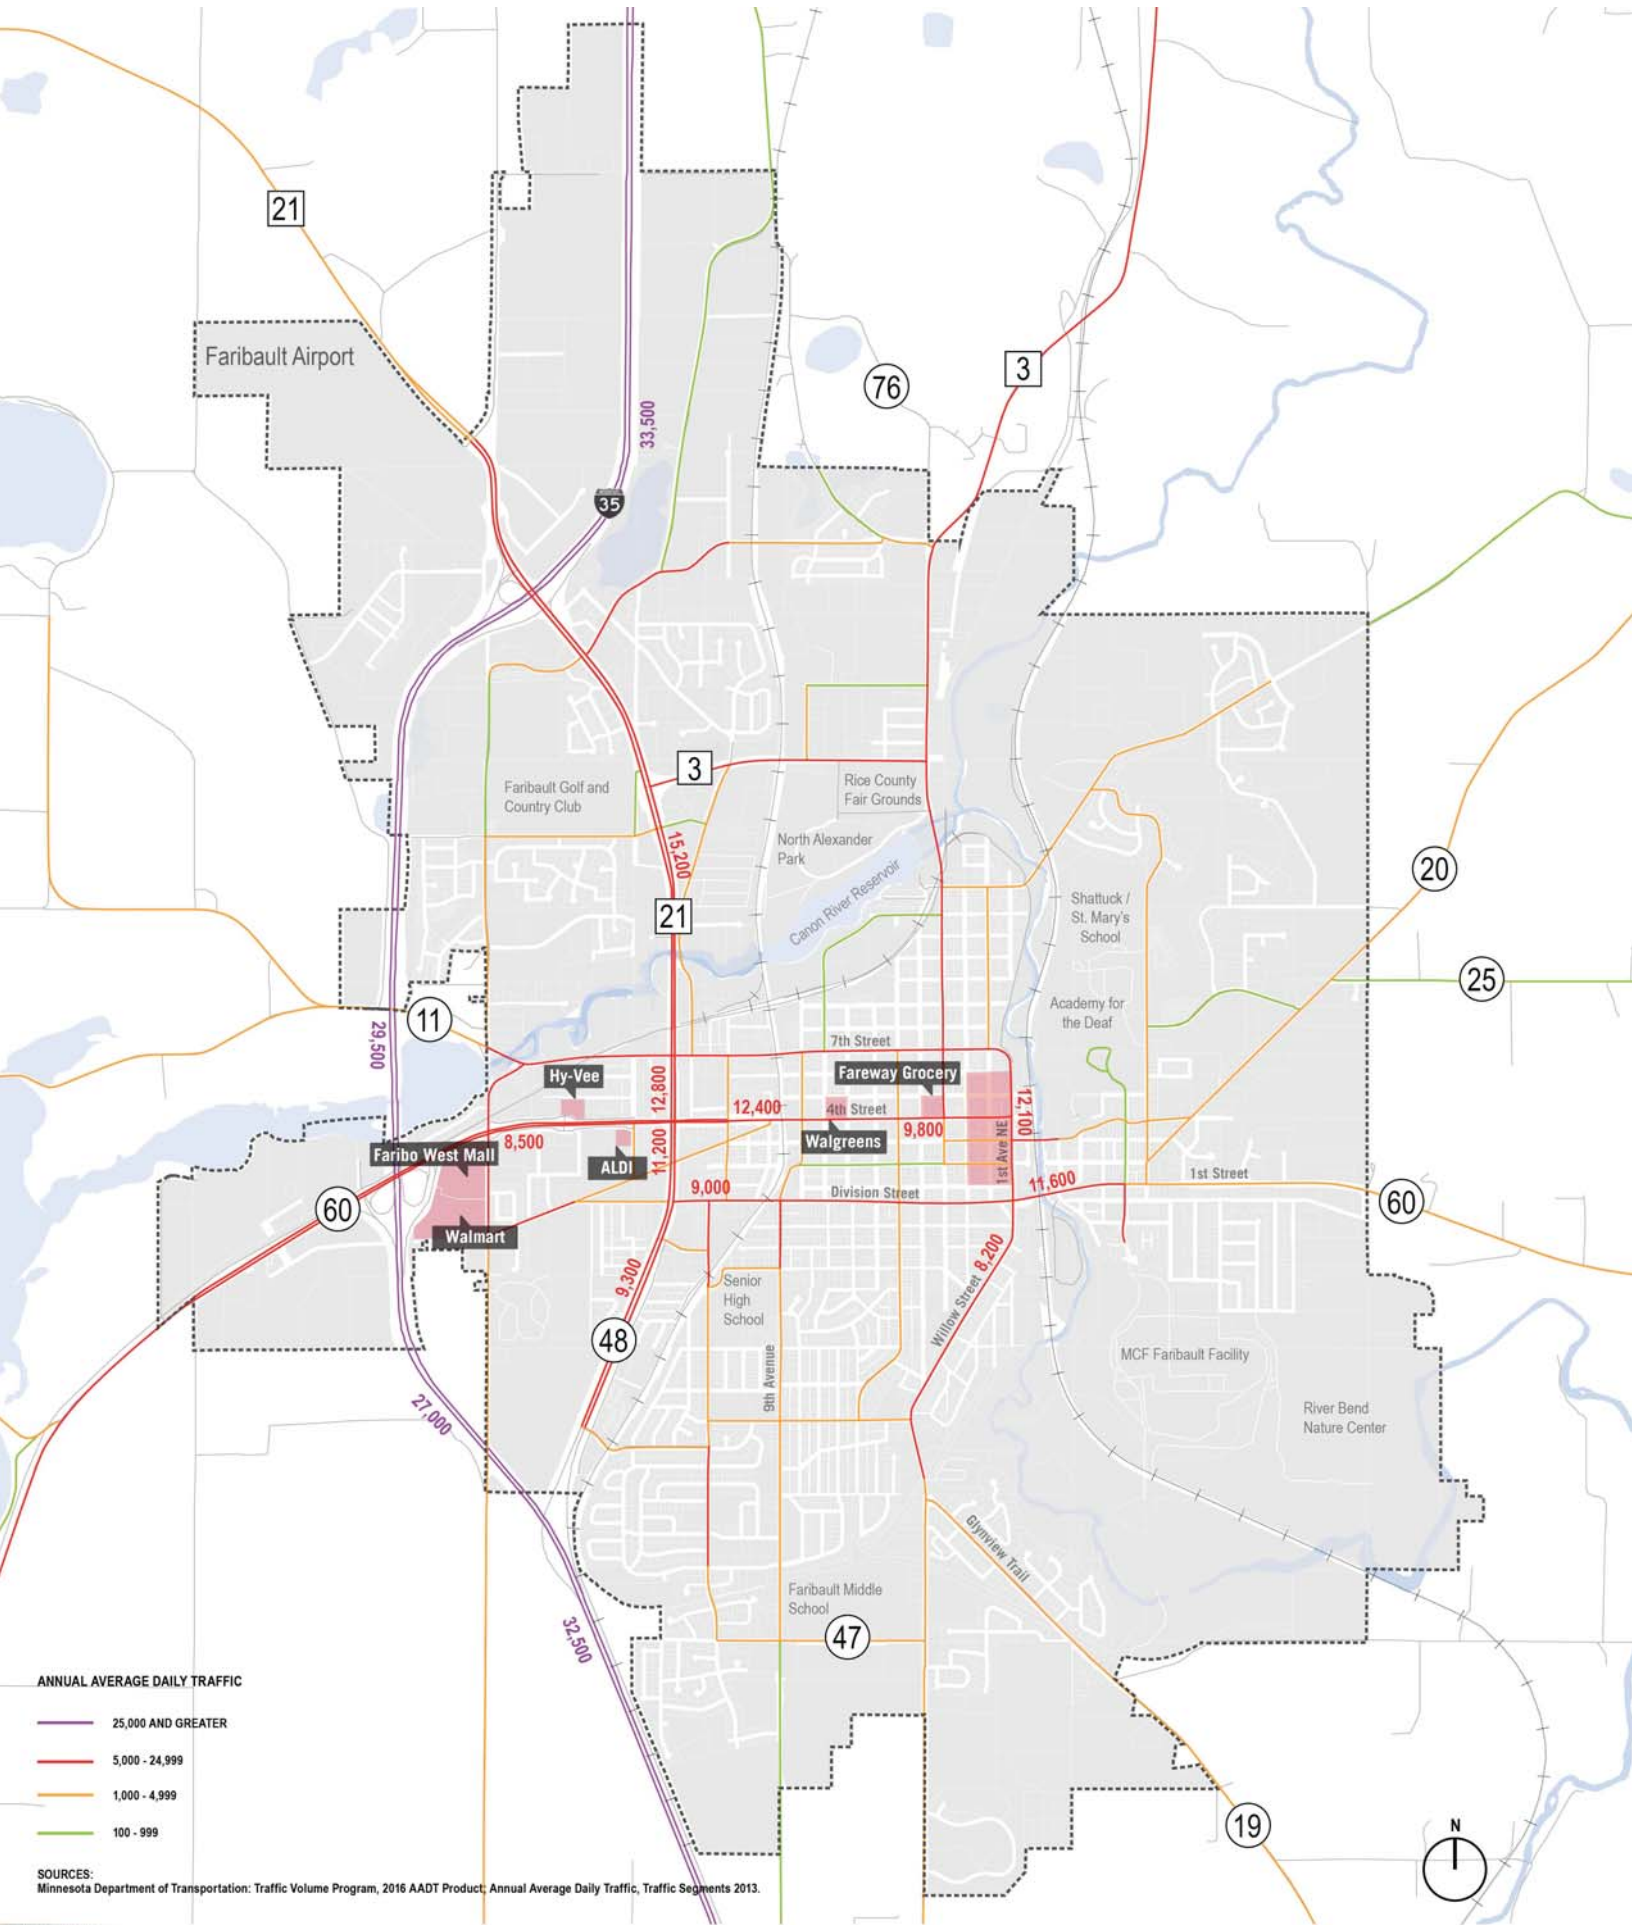 21
Faribault Airport
76
3
33,500
35
3
Faribault Golf and
Country Club
Rice County
Fair Grounds
15,200
North Alexander
Park
20
21
Canon River Reservoir
Shattuck /
St. Mary's
School
25
11
Academy for
the Deaf
29,500
7th Street
Hy-Vee
Fareway Grocery
12,800
12,400
4th Street
12,100
8,500
9,800
Walgreens
Faribo West Mall
ALDI
11,200
1st Ave NE
9,000
Division Street
11,600
1st Street
60
60
Walmart
9,300
Senior
High
School
Willow Street
8,200
48
MCF Faribault Facility
9th Avenue
27,000
River Bend
Nature Center
Glynview Trail
Faribault Middle
School
47
32,500
ANNUAL AVERAGE DAILY TRAFFIC
25,000 AND GREATER
5,000 - 24,999
1,000 - 4,999
100 - 999
19
N
SOURCES:
Minnesota Department of Transportation: Traffic Volume Program, 2016 AADT Product; Annual Average Daily Traffic, Traffic Segments 2013.